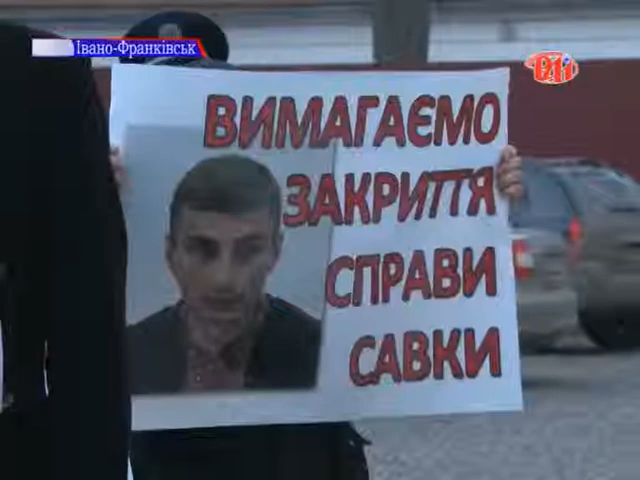 Івано-Франківськ
ВИМАГАЄМО
ЗАКРИТТЯ
СПРАВИ
САВКИ